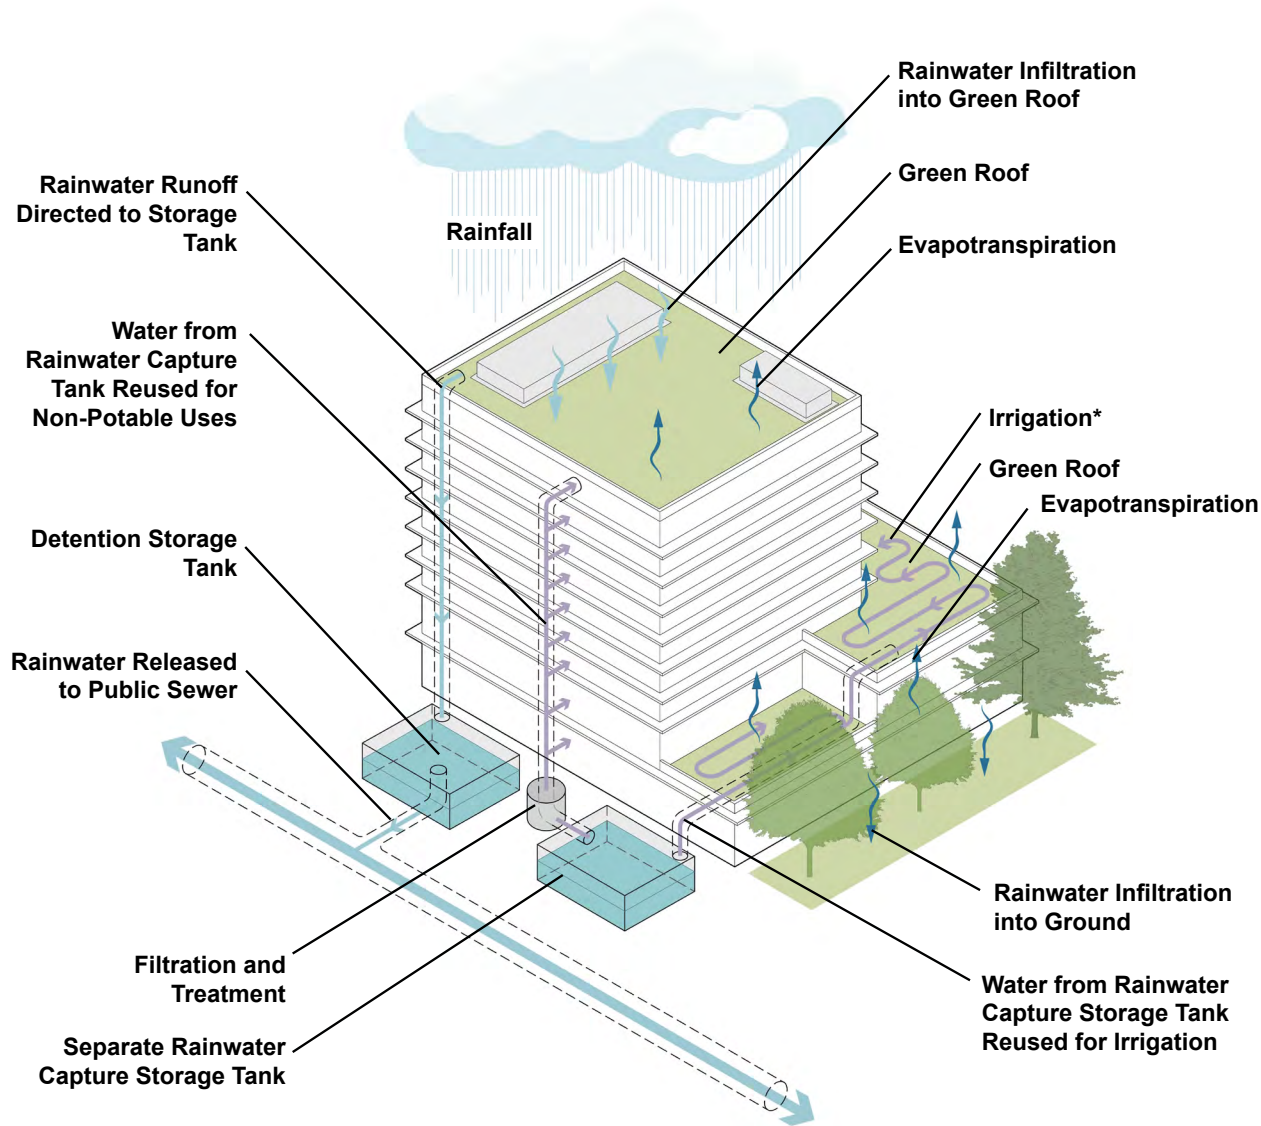 Rainwater Infiltration
into Green Roof
Green Roof
Evapotranspiration
Rainwater Runoff
Directed to Storage
Tank
Rainfall
Water from
Rainwater Capture
Tank Reused for
Non-Potable Uses
Irrigation*
Green Roof
Evapotranspiration
Detention Storage
Tank
Rainwater Released
to Public Sewer
Rainwater Infiltration
into Ground
Filtration and
Treatment
Water from Rainwater
Capture Storage Tank
Reused for Irrigation
Separate Rainwater
Capture Storage Tank